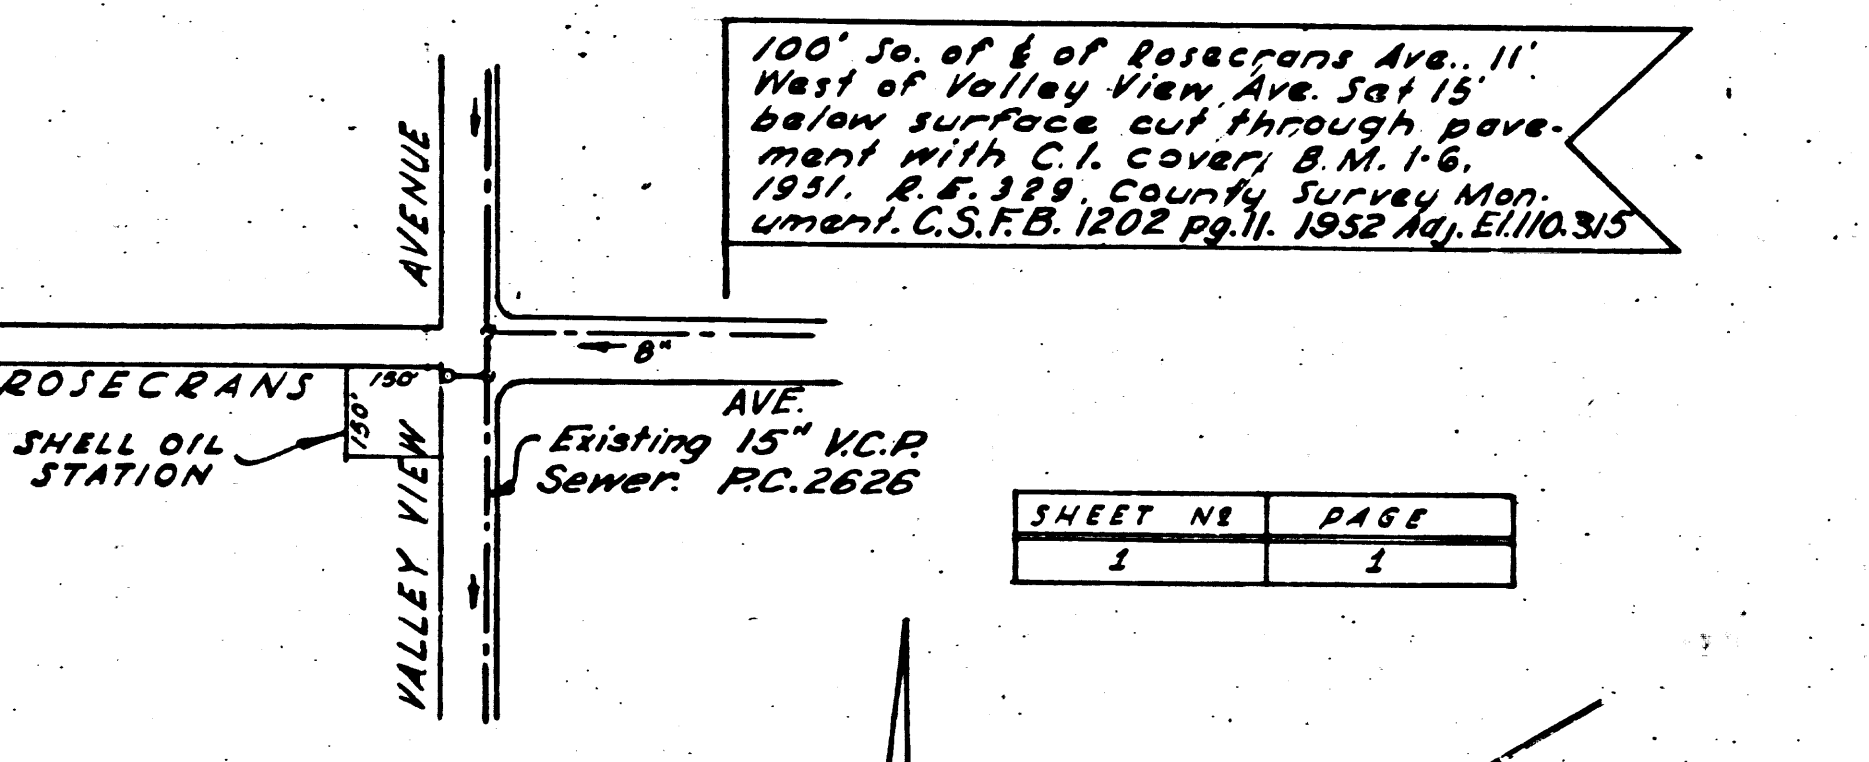 100' So. of ℄ of Rosecrans Ave.. 11'
West of Valley View Ave. Set 15'
below surface cut through pave-
ment with C.I. cover; B.M. 1-6,
1951. R.E. 329, County Survey Mon-
ument. C.S.F.B. 1202 pg.11. 1952 Adj. El.110.315
AVENUE
8"
ROSECRANS
150'
150'
AVE.
SHELL OIL
STATION
VALLEY VIEW
Existing 15" V.C.P.
Sewer. P.C.2626
SHEET Nº PAGE
1 1